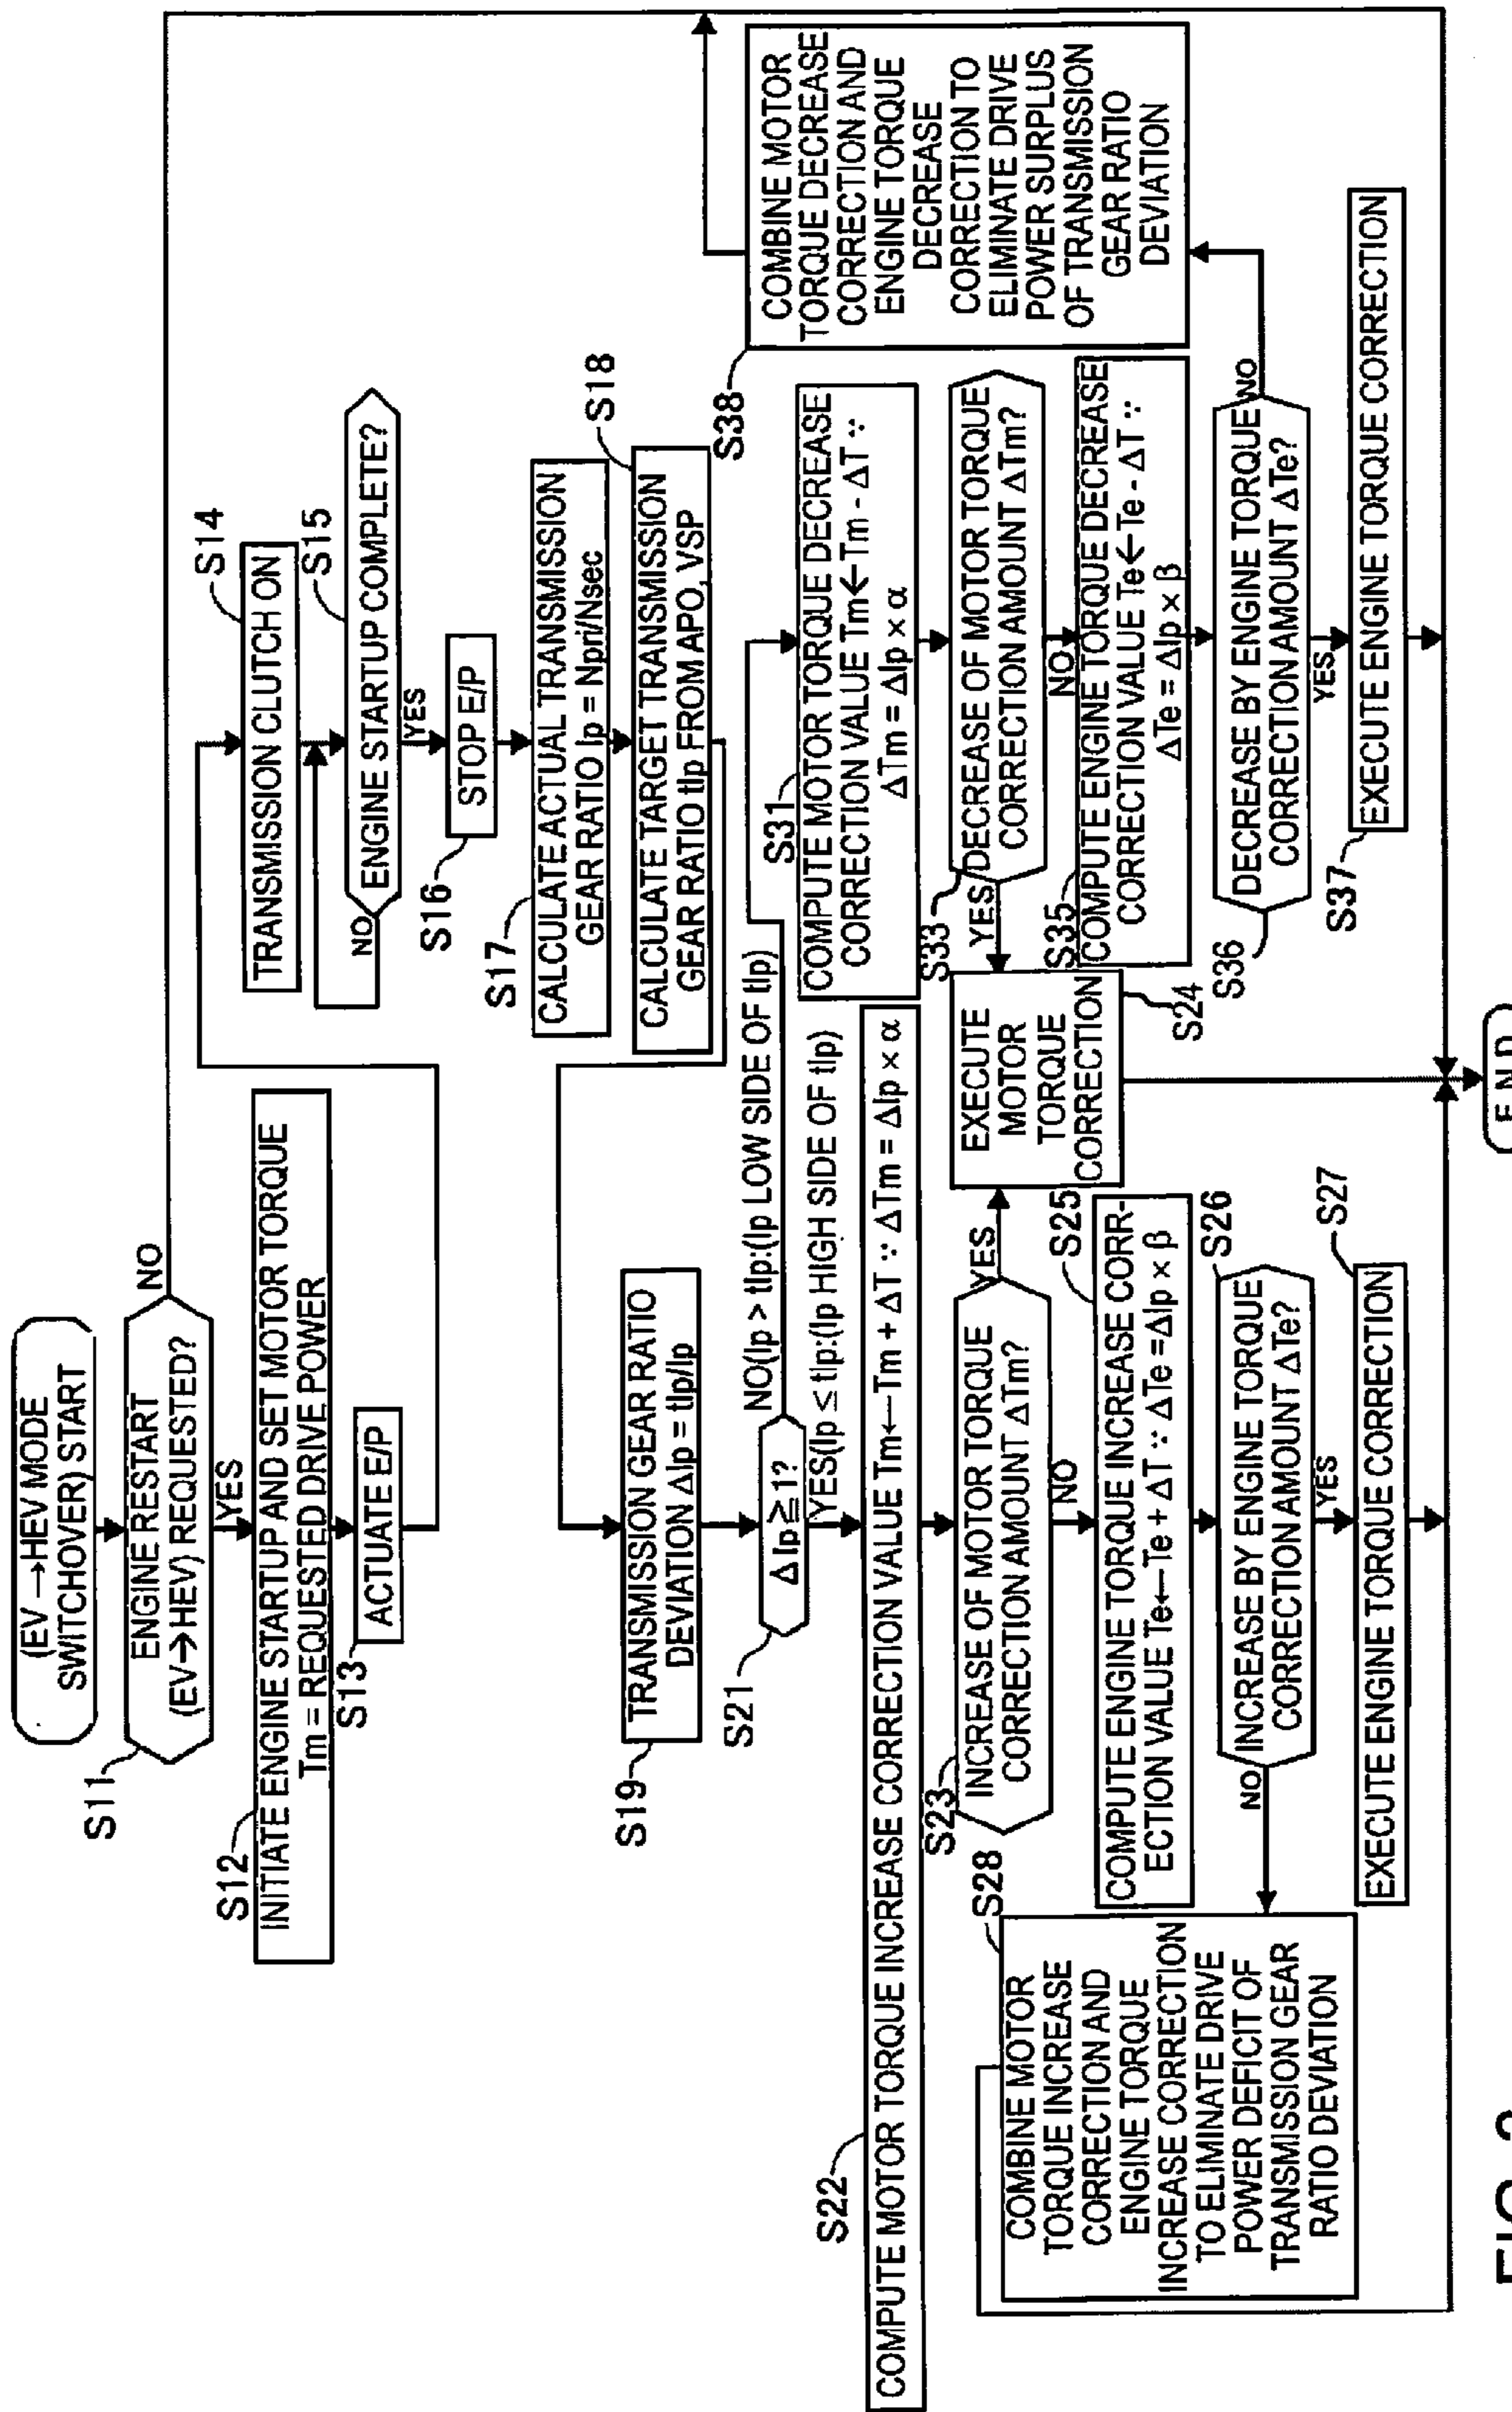 (EV→HEV MODE
SWITCHOVER) START
S11
ENGINE RESTART
(EV→HEV) REQUESTED?
NO
YES
S12
INITIATE ENGINE STARTUP AND SET MOTOR TORQUE
Tm = REQUESTED DRIVE POWER
S13
ACTUATE E/P
S14
TRANSMISSION CLUTCH ON
S15
ENGINE STARTUP COMPLETE?
NO
YES
S16
STOP E/P
S17
CALCULATE ACTUAL TRANSMISSION
GEAR RATIO Ip = Npri/Nsec
S18
CALCULATE TARGET TRANSMISSION
GEAR RATIO tIp FROM APO, VSP
S19
TRANSMISSION GEAR RATIO
DEVIATION ΔIp = tIp/Ip
S21
ΔIp ≧ 1?
NO(Ip > tIp:(Ip LOW SIDE OF tIp)
YES(Ip ≤ tIp:(Ip HIGH SIDE OF tIp)
S22
COMPUTE MOTOR TORQUE INCREASE CORRECTION VALUE Tm←Tm + ΔT ∵ ΔTm = ΔIp × α
S23
INCREASE OF MOTOR TORQUE
CORRECTION AMOUNT ΔTm?
YES
NO
EXECUTE
MOTOR
TORQUE
CORRECTION
S24
S25
COMPUTE ENGINE TORQUE INCREASE CORR-
ECTION VALUE Te←Te + ΔT ∵ ΔTe =ΔIp × β
S26
INCREASE BY ENGINE TORQUE
CORRECTION AMOUNT ΔTe?
NO
YES
S27
EXECUTE ENGINE TORQUE CORRECTION
S28
COMBINE MOTOR
TORQUE INCREASE
CORRECTION AND
ENGINE TORQUE
INCREASE CORRECTION
TO ELIMINATE DRIVE
POWER DEFICIT OF
TRANSMISSION GEAR
RATIO DEVIATION
S31
COMPUTE MOTOR TORQUE DECREASE
CORRECTION VALUE Tm←Tm - ΔT ∵
ΔTm = ΔIp × α
S33
DECREASE OF MOTOR TORQUE
CORRECTION AMOUNT ΔTm?
YES
NO
S35
COMPUTE ENGINE TORQUE DECREASE
CORRECTION VALUE Te←Te - ΔT ∵
ΔTe = ΔIp × β
S36
DECREASE BY ENGINE TORQUE
CORRECTION AMOUNT ΔTe?
NO
YES
S37
EXECUTE ENGINE TORQUE CORRECTION
S38
COMBINE MOTOR
TORQUE DECREASE
CORRECTION AND
ENGINE TORQUE
DECREASE
CORRECTION TO
ELIMINATE DRIVE
POWER SURPLUS
OF TRANSMISSION
GEAR RATIO
DEVIATION
END
FIG.